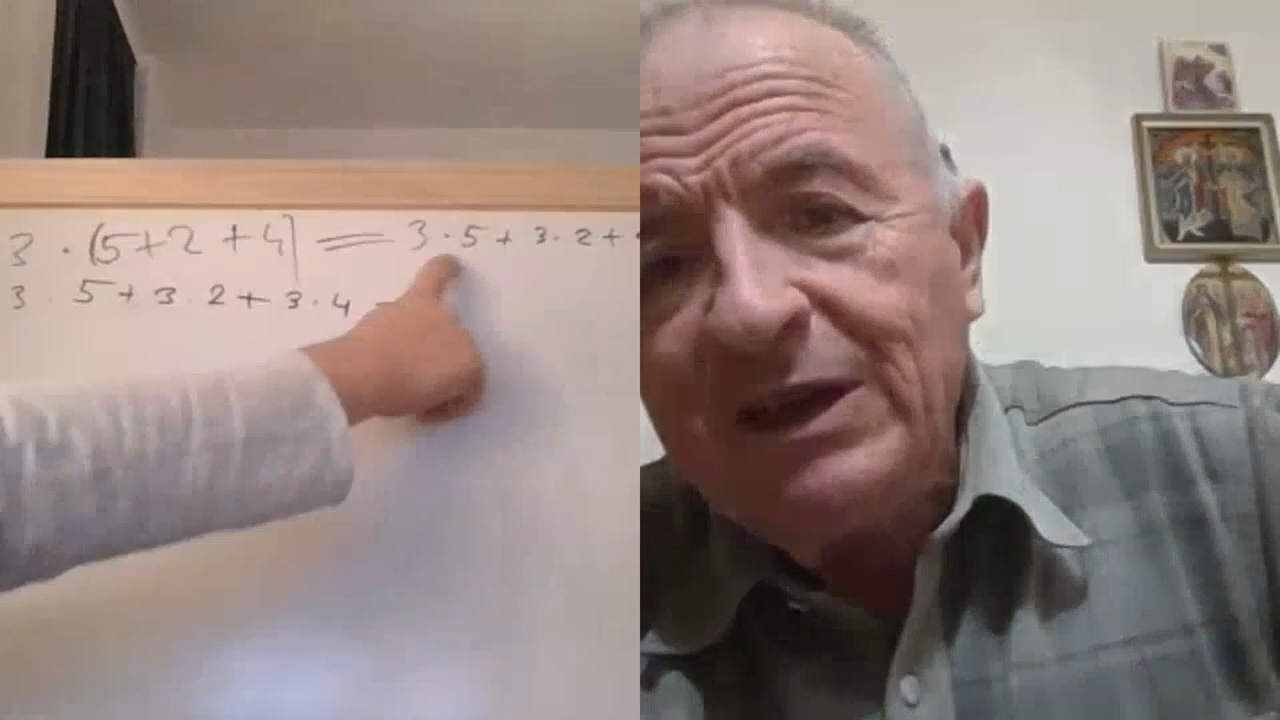 3 · (5+2+4) = 3·5+3·2+
3 · 5+3·2+3·4